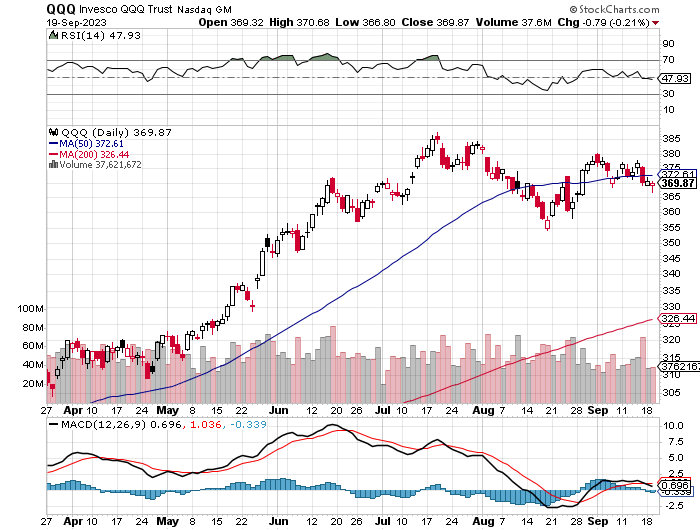 QQQ Invesco QQQ Trust Nasdaq GM © StockCharts.com
19-Sep-2023 Open 369.32 High 370.68 Low 366.80 Close 369.87 Volume 37.6M Chg -0.79 (-0.21%)
RSI(14) 47.93
90
70
47.93
30
10
QQQ (Daily) 369.87
MA(50) 372.61
MA(200) 326.44
Volume 37,621,672
385
380
375
372.61
369.87
365
360
355
350
345
340
335
330
326.44
320
315
310
305
3762167
100M
80M
60M
40M
20M
27 Apr 10 17 24 May 8 15 22 Jun 12 20 26 Jul 10 17 24 Aug 7 14 21 28 Sep 11 18
MACD(12,26,9) 0.696, 1.036, -0.339
10.0
7.5
5.0
0.696
-0.339
-2.5
27 Apr 10 17 24 May 8 15 22 Jun 12 20 26 Jul 10 17 24 Aug 7 14 21 28 Sep 11 18